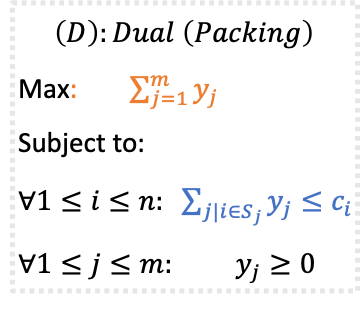 (D): Dual (Packing)
Max: ∑_{j=1}^{m} y_j
Subject to:
∀1 ≤ i ≤ n: ∑_{j|i∈S_j} y_j ≤ c_i
∀1 ≤ j ≤ m: y_j ≥ 0